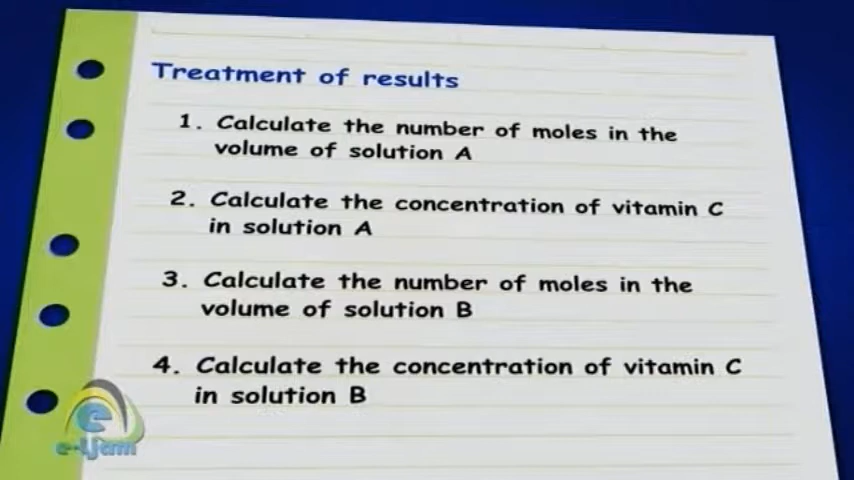 Treatment of results
1. Calculate the number of moles in the
volume of solution A
2. Calculate the concentration of vitamin C
in solution A
3. Calculate the number of moles in the
volume of solution B
4. Calculate the concentration of vitamin C
in solution B
e
e-Jam